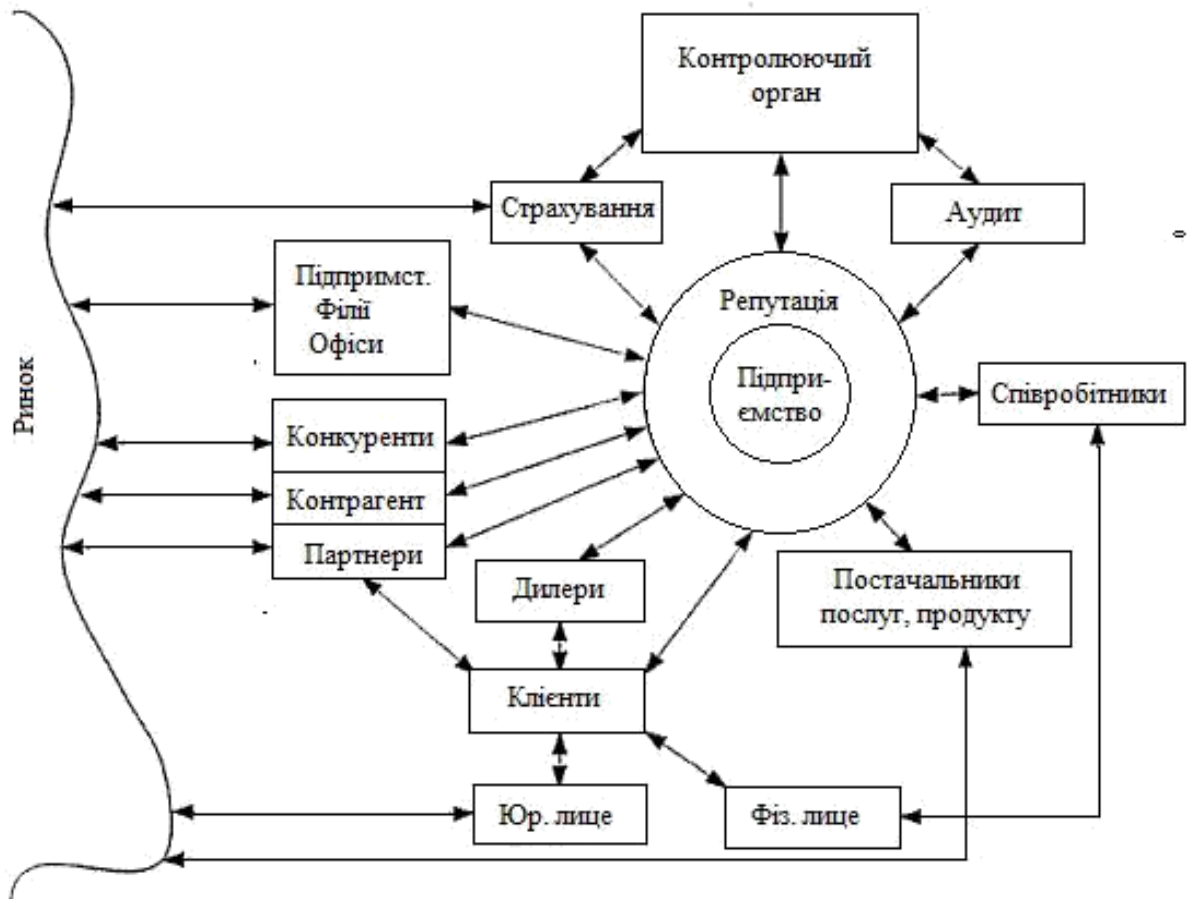 Контролюючий
орган
Страхування
Аудит
Підпримст.
Філії
Офіси
Репутація
Підпри-
ємство
Співробітники
Ринок
Конкуренти
Контрагент
Партнери
Дилери
Постачальники
послуг, продукту
Клієнти
Юр. лице
Фіз. лице